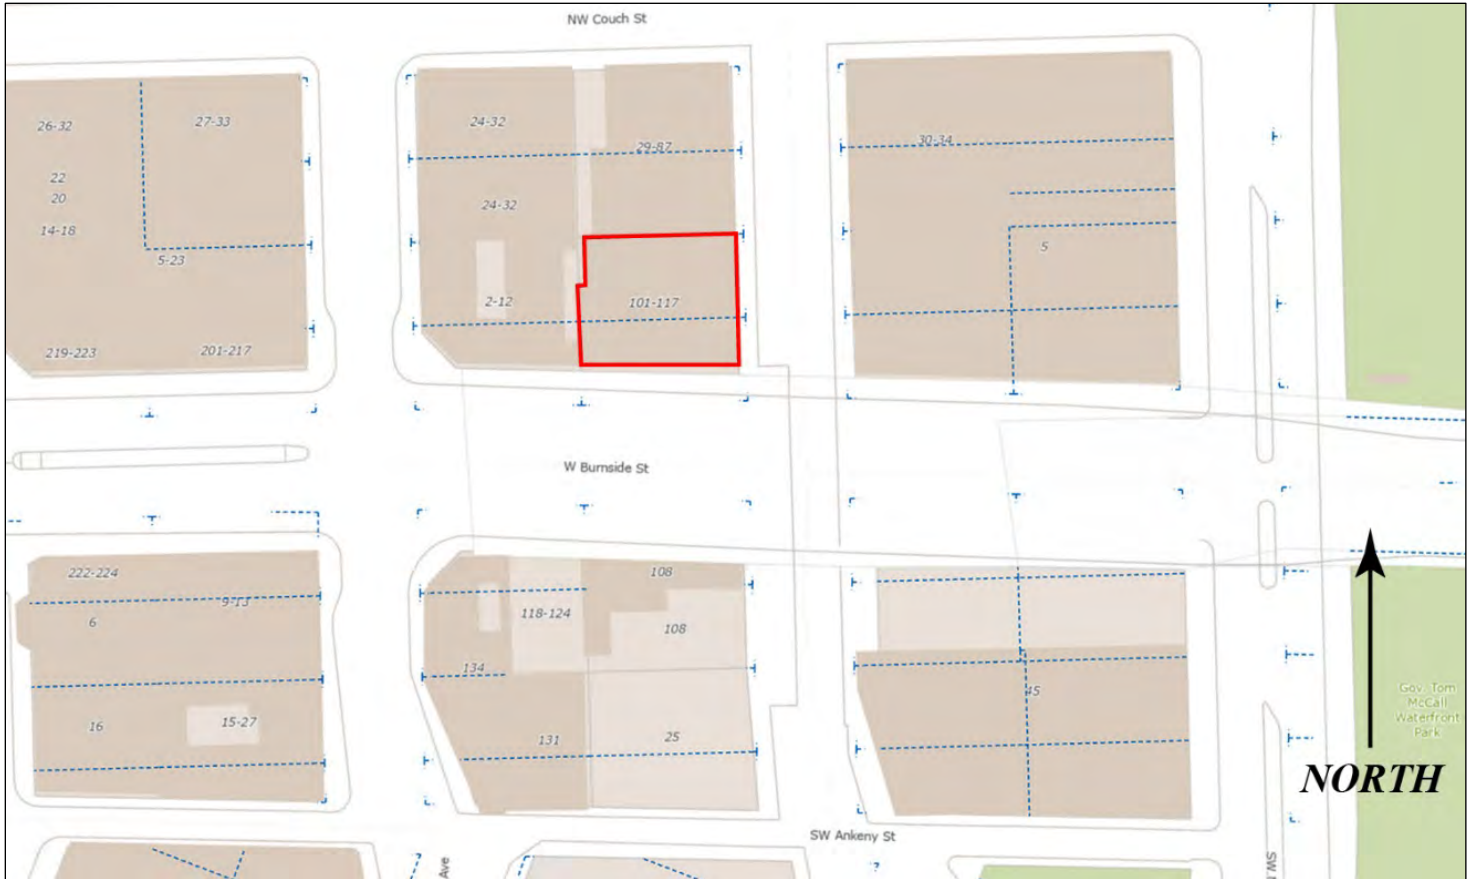 NW Couch St
26-32
27-33
24-32
29-87
30-34
22
20
24-32
14-18
5-23
5
2-12
101-117
219-223
201-217
W Burnside St
222-224
9-13
6
108
118-124
108
134
45
Gov. Tom
McCall
Waterfront
Park
16
15-27
131
25
NORTH
SW Ankeny St
Ave
SW